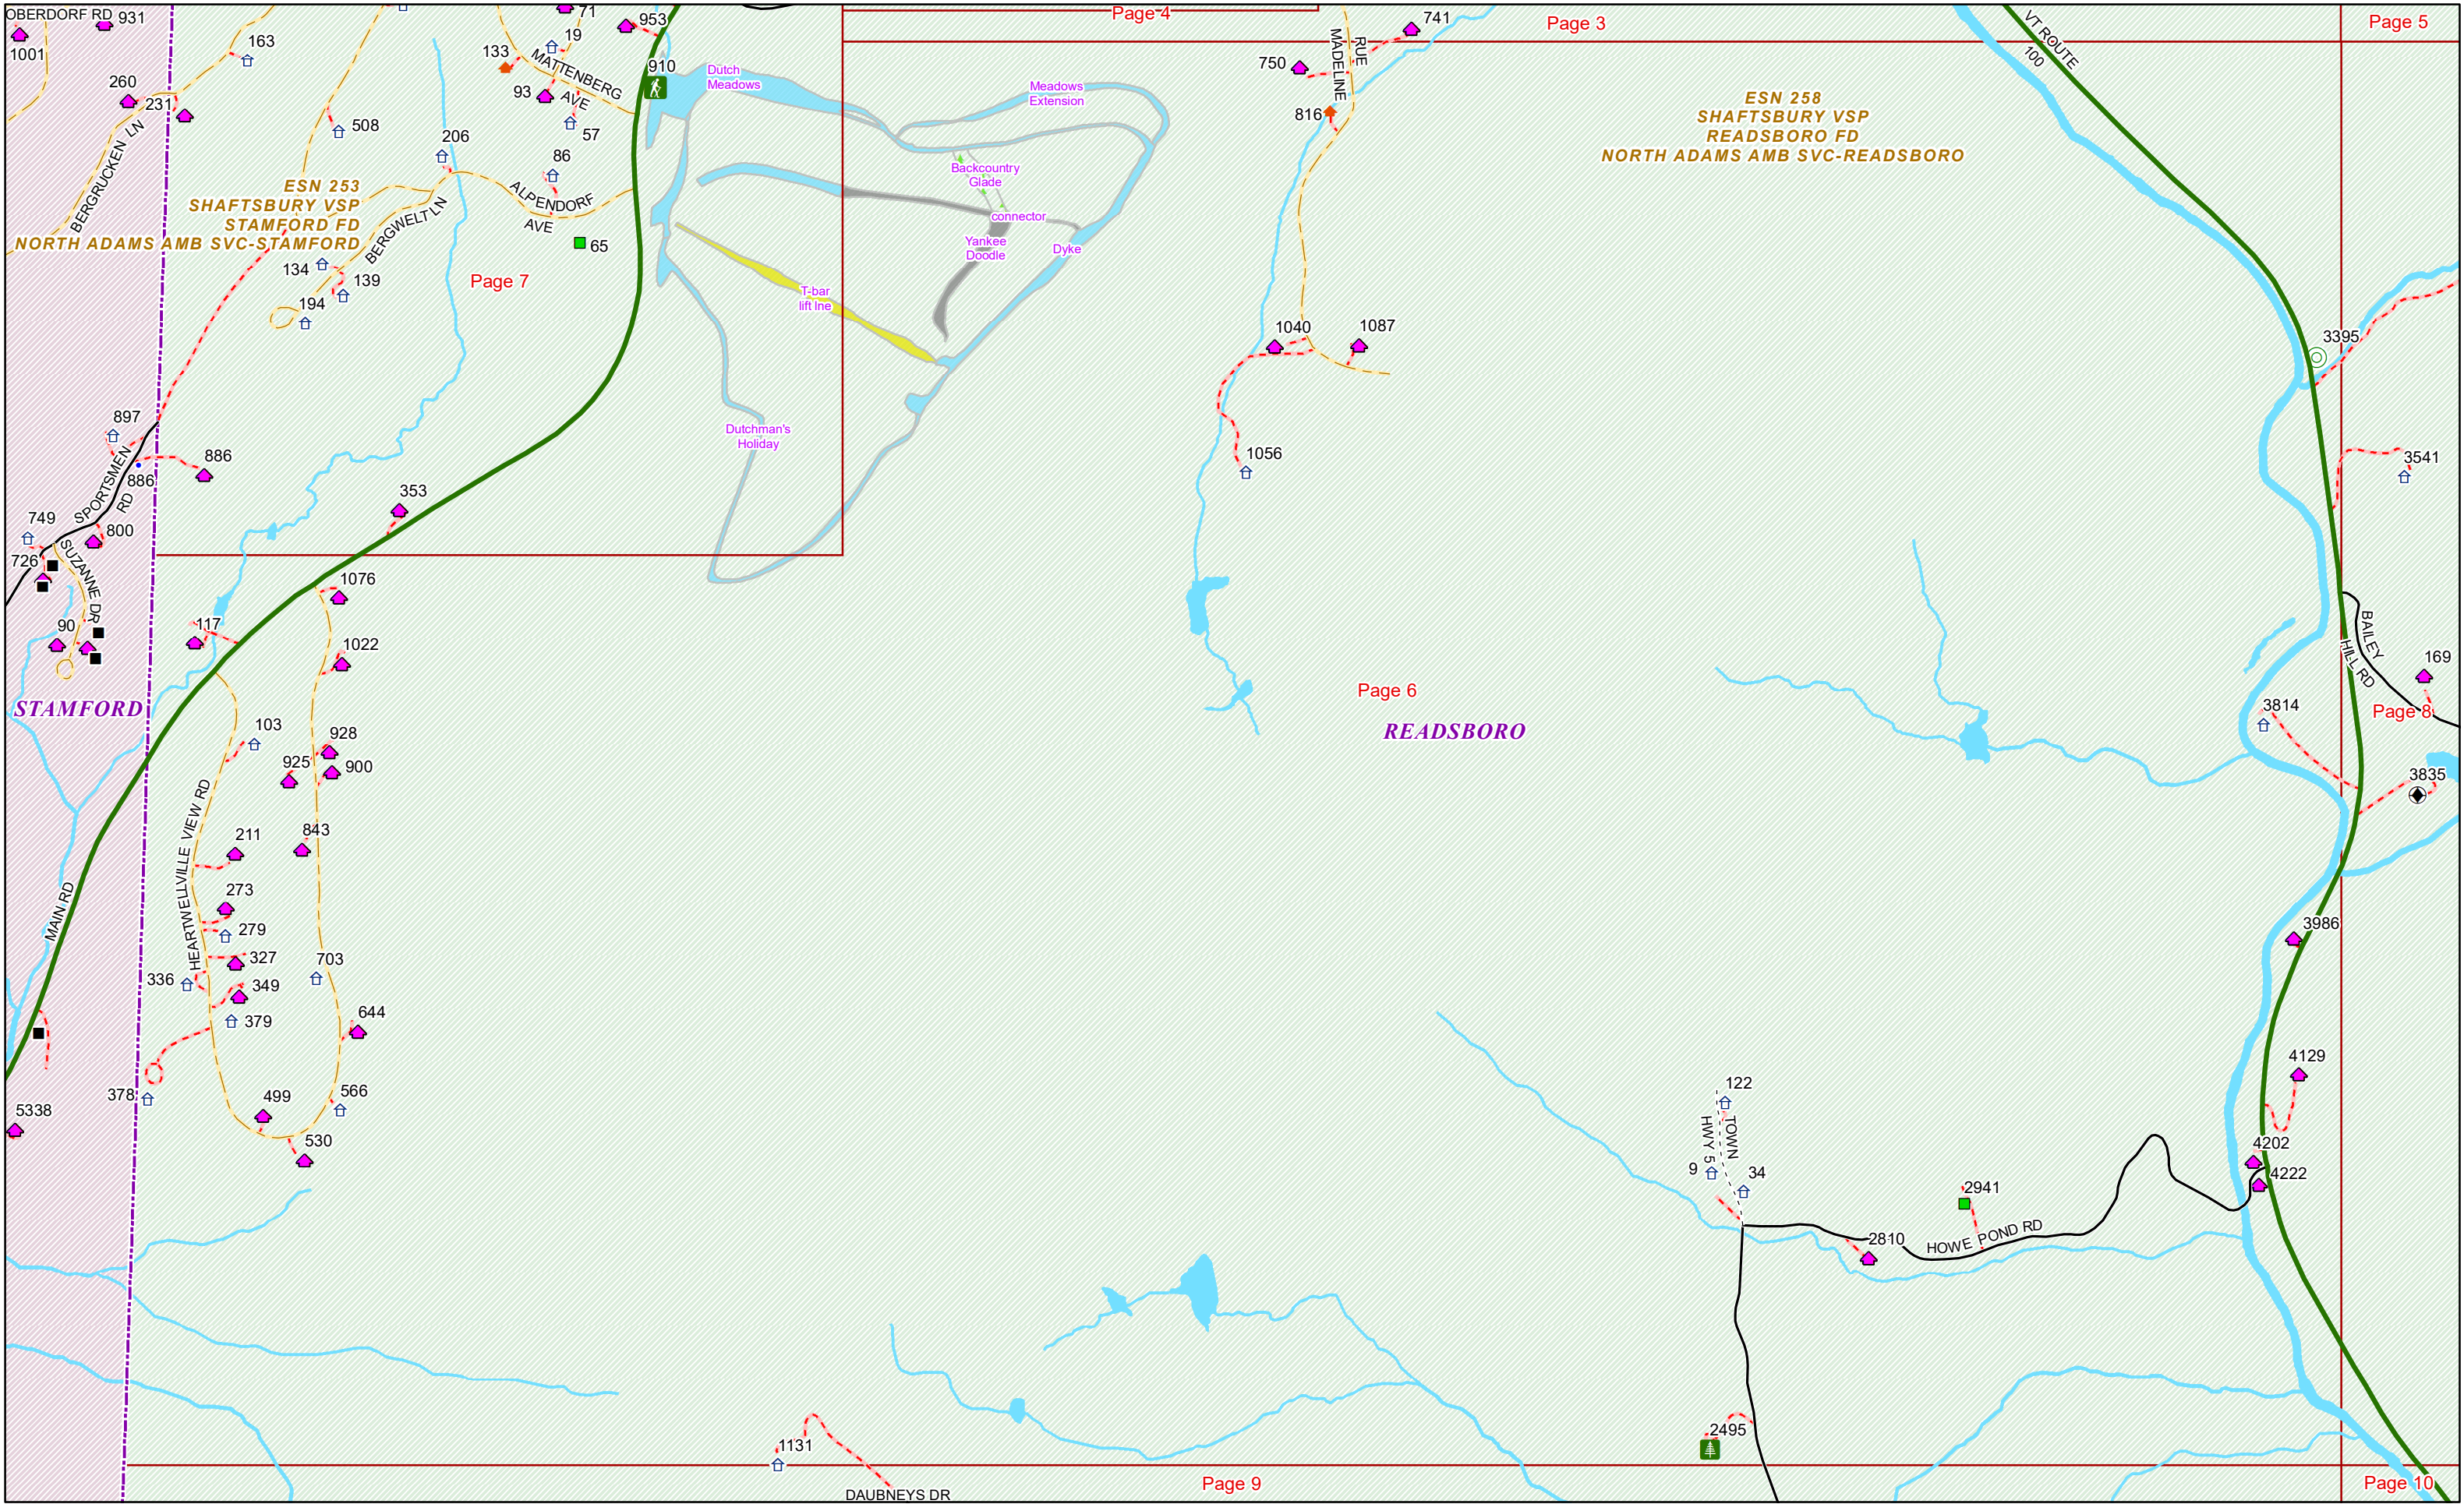 OBERDORF RD
931
1001
163
260
231
71
953
19
133
MATTENBERG
AVE
93
57
910
Dutch
Meadows
Page 4
Page 3
741
RUE
MADELINE
750
816
VT ROUTE
100
Page 5
Meadows
Extension
ESN 258
SHAFTSBURY VSP
READSBORO FD
NORTH ADAMS AMB SVC-READSBORO
BERGRUCKEN LN
508
206
86
ALPENDORF
AVE
65
ESN 253
SHAFTSBURY VSP
STAMFORD FD
NORTH ADAMS AMB SVC-STAMFORD
BERGWELT LN
134
139
194
Page 7
Backcountry
Glade
connector
Yankee
Doodle
Dyke
T-bar
lift lne
1040
1087
3395
897
886
SPORTSMEN
RD
886
353
Dutchman's
Holiday
1056
3541
749
800
726
SUZANNE DR
90
1076
117
1022
STAMFORD
Page 6
READSBORO
BAILEY
HILL RD
169
Page 8
3814
3835
103
928
925
900
HEARTWELLVILLE VIEW RD
211
843
MAIN RD
273
279
327
336
349
703
379
644
3986
378
499
566
530
5338
4129
122
TOWN
HWY 5
9
34
4202
4222
2941
2810
HOWE POND RD
1131
2495
DAUBNEYS DR
Page 9
Page 10